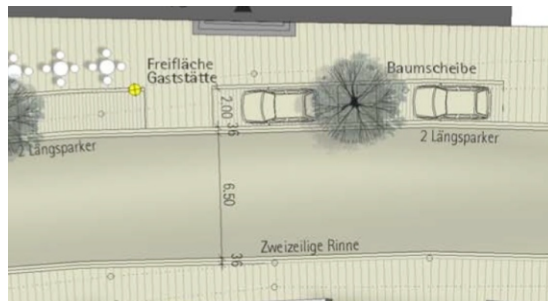 Freifläche
Gaststätte
Baumscheibe
2.00
36
2 Längsparker
2 Längsparker
6.50
Zweizeilige Rinne
36